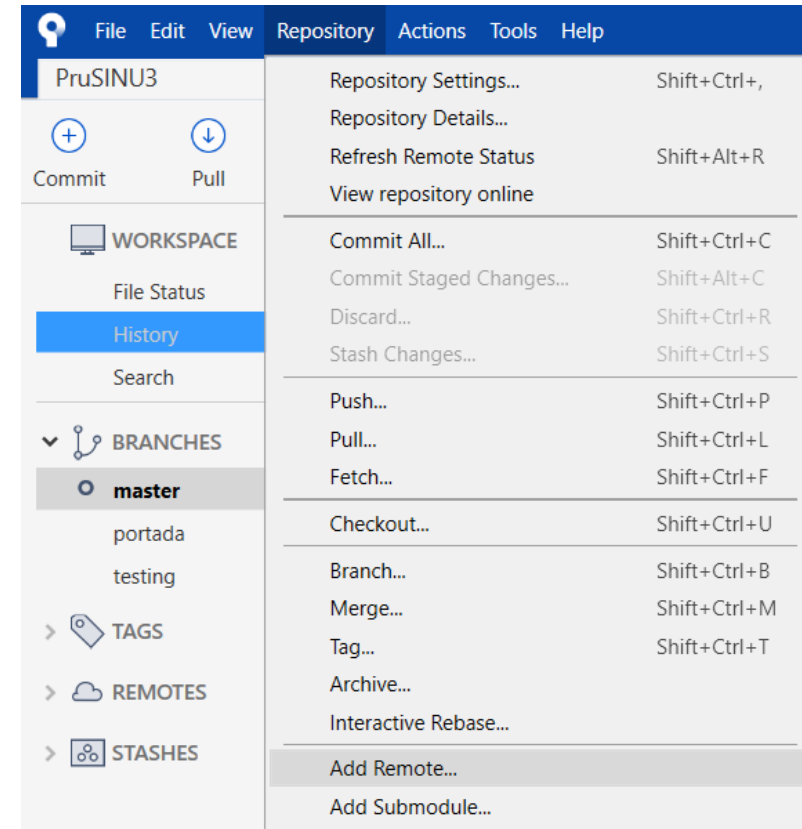 File Edit View Repository Actions Tools Help
PruSINU3
Commit Pull
WORKSPACE
File Status
History
Search
BRANCHES
master
portada
testing
TAGS
REMOTES
STASHES
Repository Settings... Shift+Ctrl+,
Repository Details...
Refresh Remote Status Shift+Alt+R
View repository online
Commit All... Shift+Ctrl+C
Commit Staged Changes... Shift+Alt+C
Discard... Shift+Ctrl+R
Stash Changes... Shift+Ctrl+S
Push... Shift+Ctrl+P
Pull... Shift+Ctrl+L
Fetch... Shift+Ctrl+F
Checkout... Shift+Ctrl+U
Branch... Shift+Ctrl+B
Merge... Shift+Ctrl+M
Tag... Shift+Ctrl+T
Archive...
Interactive Rebase...
Add Remote...
Add Submodule...